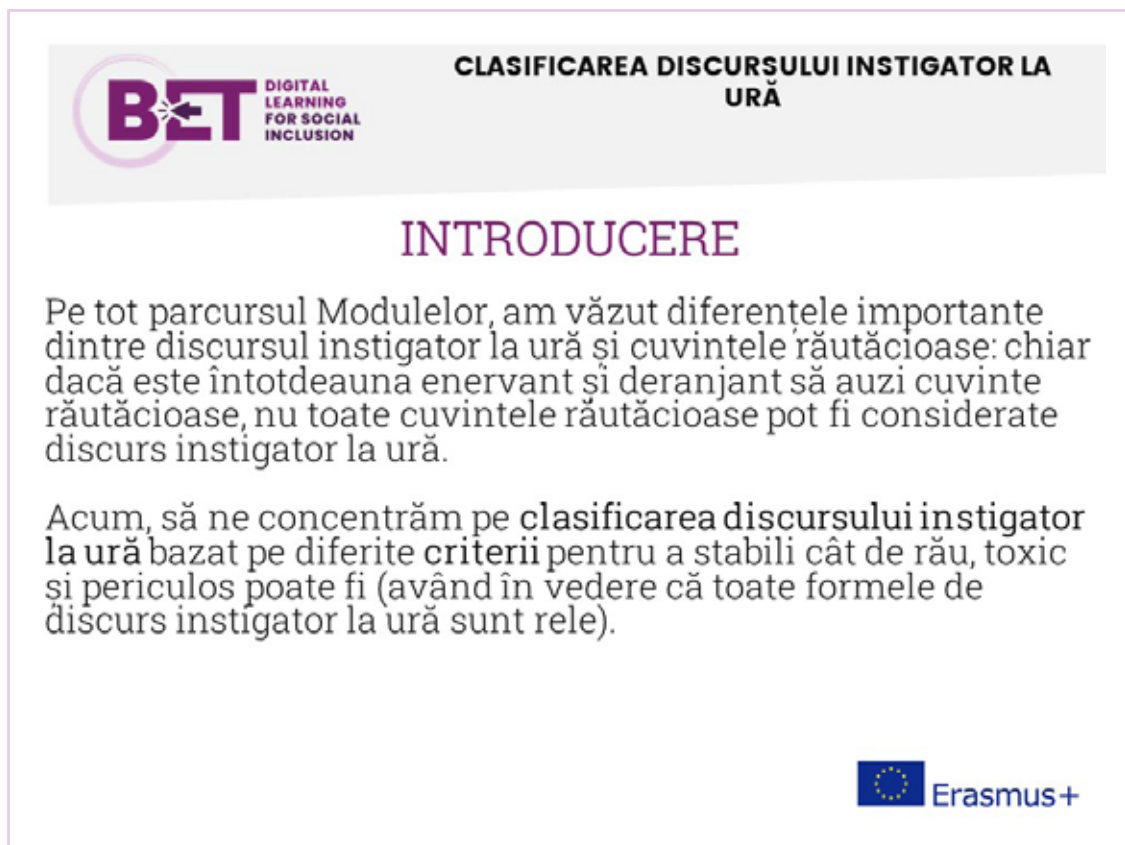 BET
DIGITAL
LEARNING
FOR SOCIAL
INCLUSION
CLASIFICAREA DISCURSULUI INSTIGATOR LA
URĂ
INTRODUCERE
Pe tot parcursul Modulelor, am văzut diferențele importante
dintre discursul instigator la ură și cuvintele răutăcioase: chiar
dacă este întotdeauna enervant și deranjant să auzi cuvinte
răutăcioase, nu toate cuvintele răutăcioase pot fi considerate
discurs instigator la ură.
Acum, să ne concentrăm pe clasificarea discursului instigator
la ură bazat pe diferite criterii pentru a stabili cât de rău, toxic
și periculos poate fi (având în vedere că toate formele de
discurs instigator la ură sunt rele).
Erasmus+